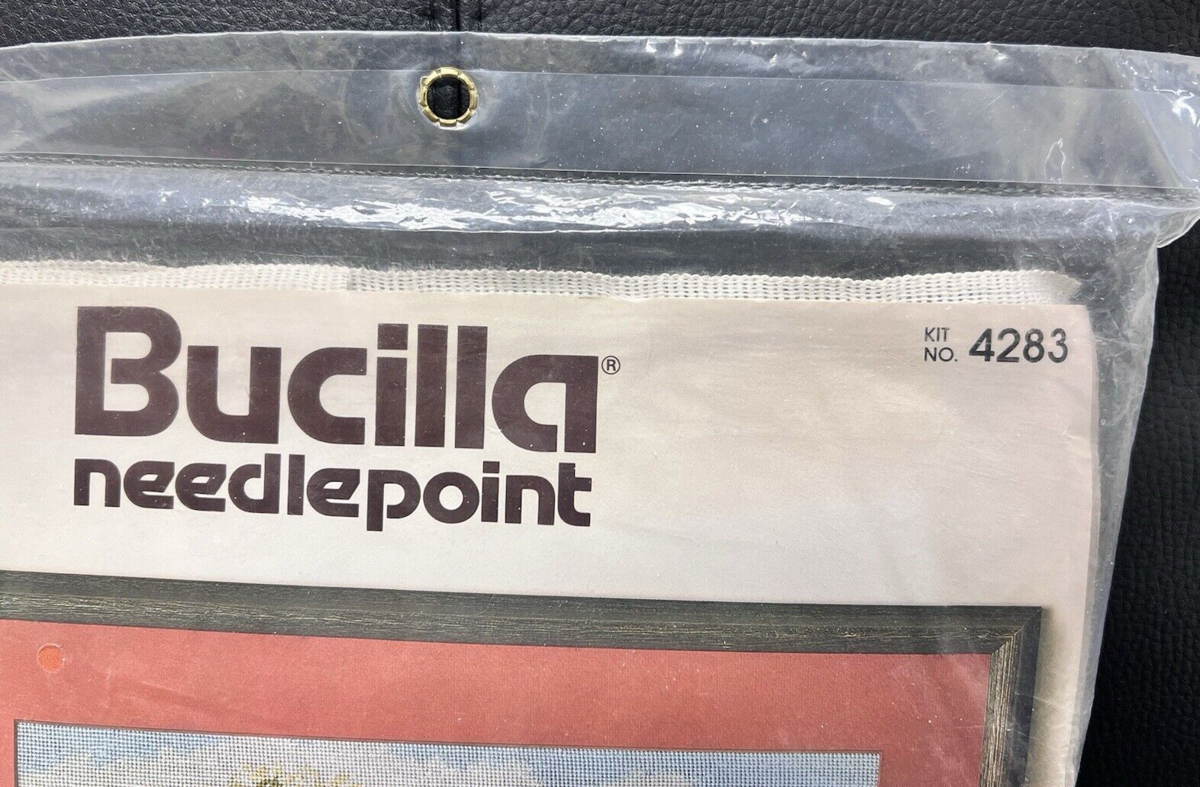 Bucilla®
needlepoint
KIT
NO. 4283